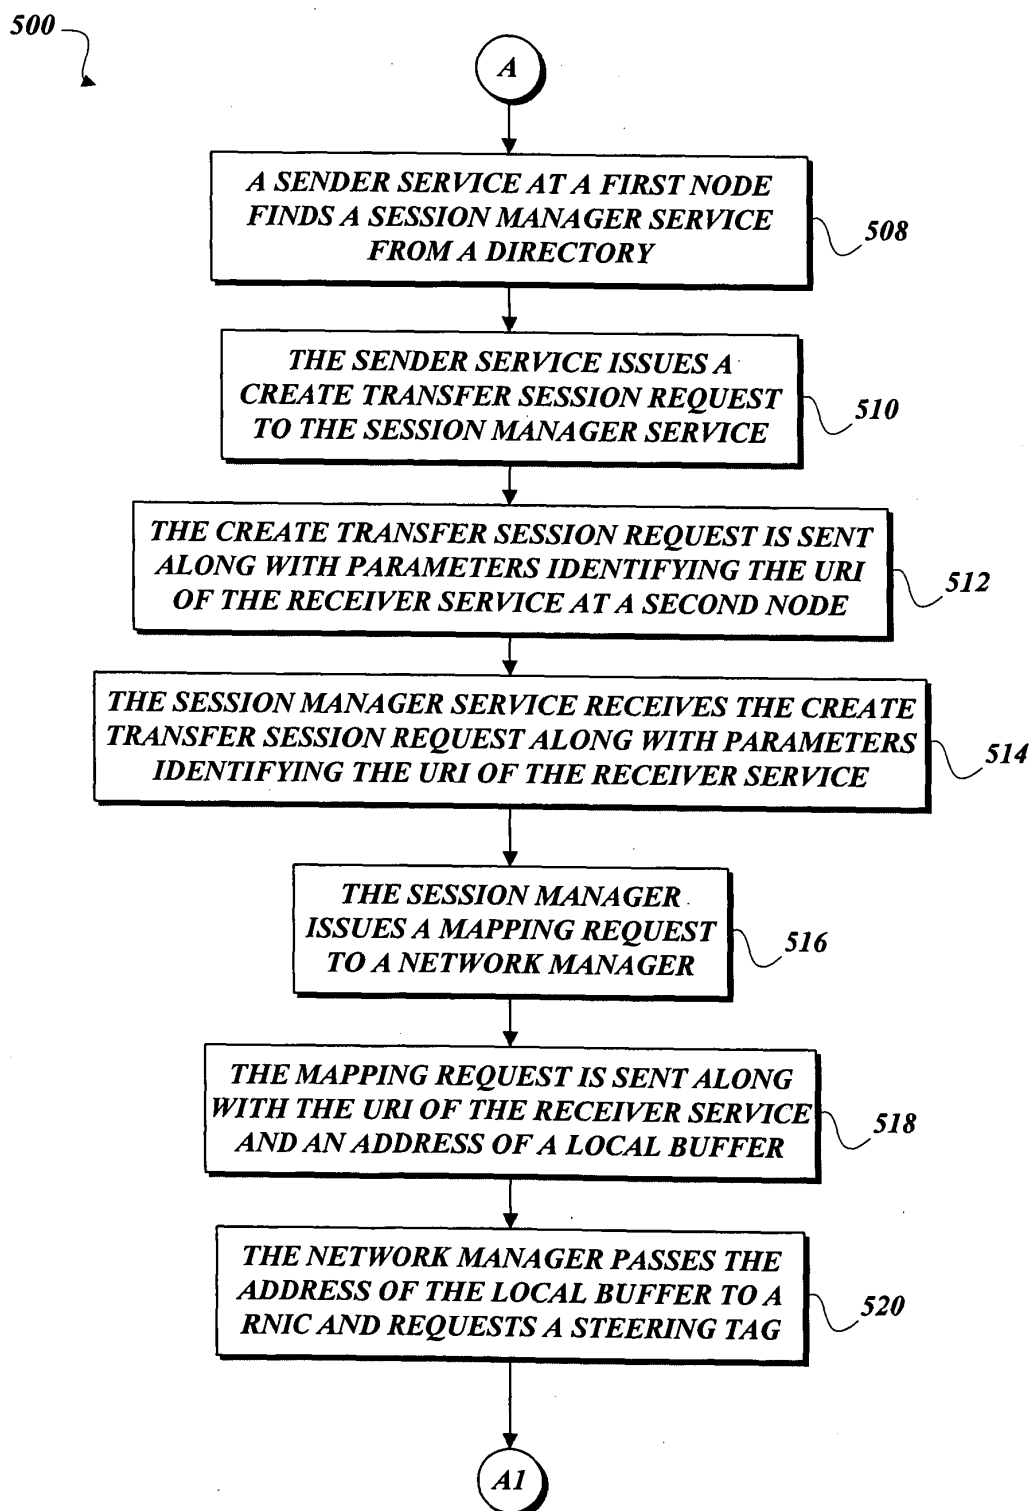 500
A
A SENDER SERVICE AT A FIRST NODE
FINDS A SESSION MANAGER SERVICE
FROM A DIRECTORY
508
THE SENDER SERVICE ISSUES A
CREATE TRANSFER SESSION REQUEST
TO THE SESSION MANAGER SERVICE
510
THE CREATE TRANSFER SESSION REQUEST IS SENT
ALONG WITH PARAMETERS IDENTIFYING THE URI
OF THE RECEIVER SERVICE AT A SECOND NODE
512
THE SESSION MANAGER SERVICE RECEIVES THE CREATE
TRANSFER SESSION REQUEST ALONG WITH PARAMETERS
IDENTIFYING THE URI OF THE RECEIVER SERVICE
514
THE SESSION MANAGER
ISSUES A MAPPING REQUEST
TO A NETWORK MANAGER
516
THE MAPPING REQUEST IS SENT ALONG
WITH THE URI OF THE RECEIVER SERVICE
AND AN ADDRESS OF A LOCAL BUFFER
518
THE NETWORK MANAGER PASSES THE
ADDRESS OF THE LOCAL BUFFER TO A
RNIC AND REQUESTS A STEERING TAG
520
A1